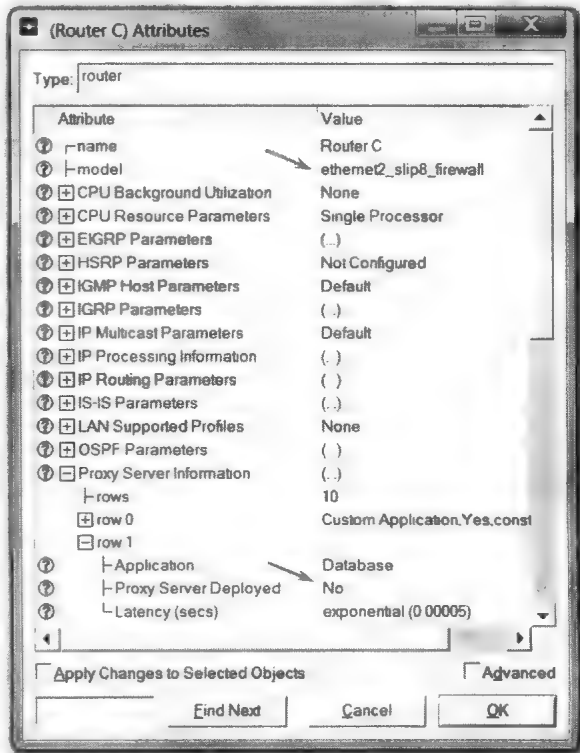 (Router C) Attributes
Type: router
Attribute Value
name Router C
model ethernet2_slip8_firewall
CPU Background Utilization None
CPU Resource Parameters Single Processor
EIGRP Parameters (...)
HSRP Parameters Not Configured
IGMP Host Parameters Default
IGRP Parameters (...)
IP Multicast Parameters Default
IP Processing Information (...)
IP Routing Parameters (...)
IS-IS Parameters (...)
LAN Supported Profiles None
OSPF Parameters (...)
Proxy Server Information (...)
rows 10
row 0 Custom Application,Yes,const
row 1
Application Database
Proxy Server Deployed No
Latency (secs) exponential (0.00005)
Apply Changes to Selected Objects Advanced
Find Next Cancel OK